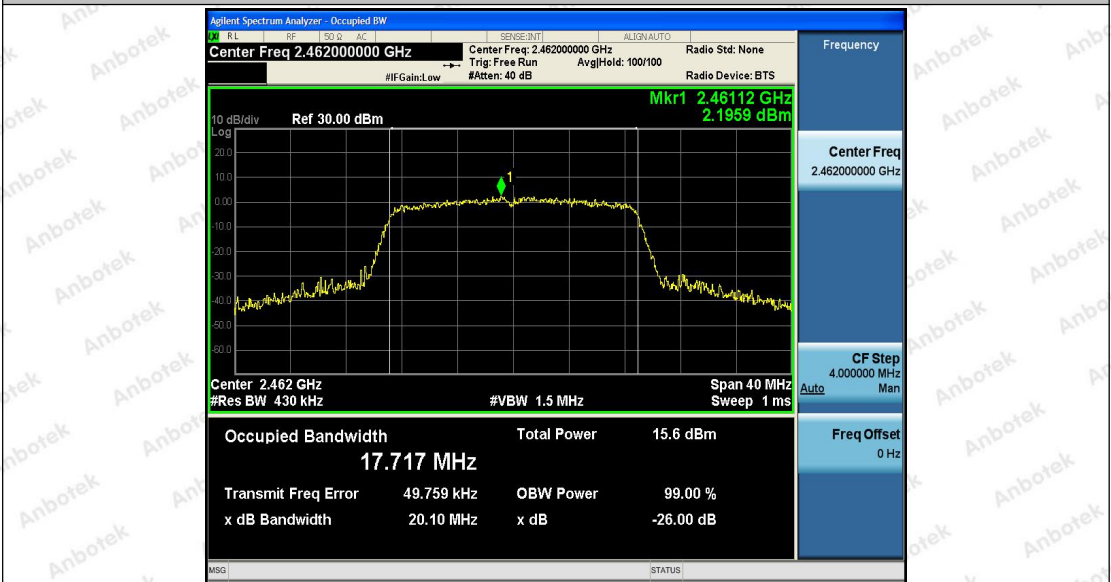 Agilent Spectrum Analyzer - Occupied BW
LXI RL RF 50 Ω AC SENSE:INT ALIGNAUTO
Center Freq 2.462000000 GHz
Center Freq: 2.462000000 GHz Radio Std: None
Trig: Free Run Avg|Hold: 100/100
#IFGain:Low #Atten: 40 dB Radio Device: BTS
Frequency
Mkr1 2.46112 GHz
2.1959 dBm
10 dB/div Ref 30.00 dBm
Log
20.0
10.0
0.00
-10.0
-20.0
-30.0
-40.0
-50.0
-60.0
1
Center 2.462 GHz Span 40 MHz
#Res BW 430 kHz #VBW 1.5 MHz Sweep 1 ms
Center Freq
2.462000000 GHz
CF Step
4.000000 MHz
Auto Man
Freq Offset
0 Hz
Occupied Bandwidth Total Power 15.6 dBm
17.717 MHz
Transmit Freq Error 49.759 kHz OBW Power 99.00 %
x dB Bandwidth 20.10 MHz x dB -26.00 dB
MSG STATUS
Anbotek